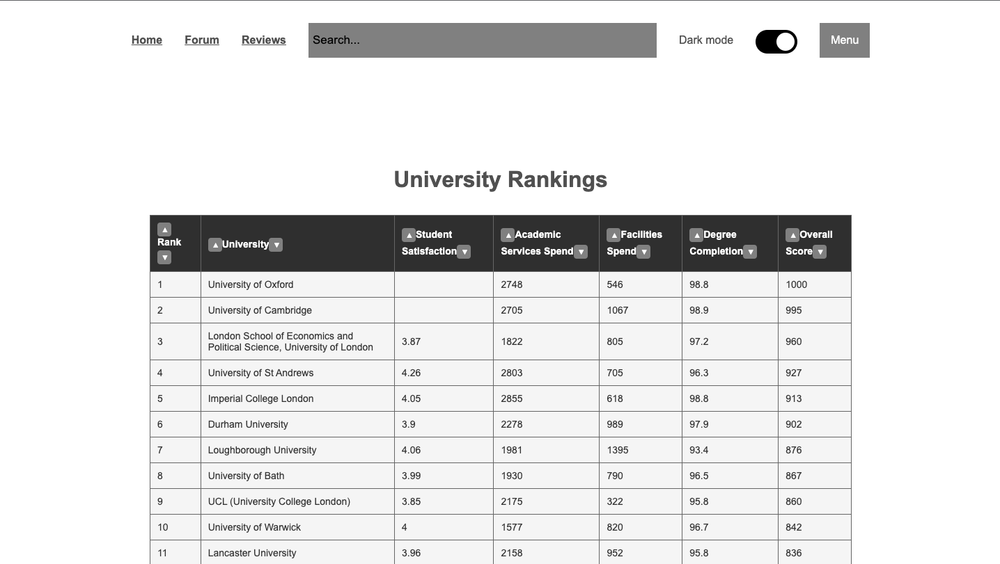 Home Forum Reviews Search... Dark mode Menu
University Rankings
▲ Rank ▼ ▲University▼ ▲Student Satisfaction▼ ▲Academic Services Spend▼ ▲Facilities Spend▼ ▲Degree Completion▼ ▲Overall Score▼
1 University of Oxford 2748 546 98.8 1000
2 University of Cambridge 2705 1067 98.9 995
3 London School of Economics and Political Science, University of London 3.87 1822 805 97.2 960
4 University of St Andrews 4.26 2803 705 96.3 927
5 Imperial College London 4.05 2855 618 98.8 913
6 Durham University 3.9 2278 989 97.9 902
7 Loughborough University 4.06 1981 1395 93.4 876
8 University of Bath 3.99 1930 790 96.5 867
9 UCL (University College London) 3.85 2175 322 95.8 860
10 University of Warwick 4 1577 820 96.7 842
11 Lancaster University 3.96 2158 952 95.8 836